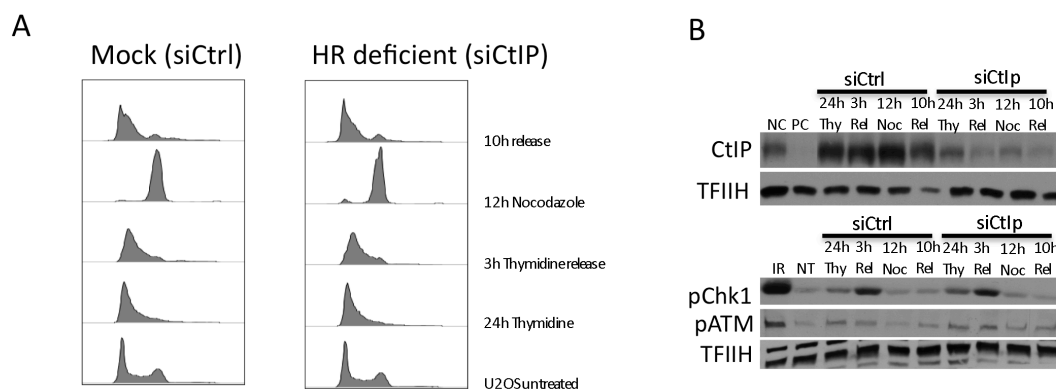 A
Mock (siCtrl)
HR deficient (siCtIP)
10h release
12h Nocodazole
3h Thymidine release
24h Thymidine
U2OS untreated
B
siCtrl siCtIp
24h 3h 12h 10h 24h 3h 12h 10h
NC PC Thy Rel Noc Rel Thy Rel Noc Rel
CtIP
TFIIH
siCtrl siCtIp
24h 3h 12h 10h 24h 3h 12h 10h
IR NT Thy Rel Noc Rel Thy Rel Noc Rel
pChk1
pATM
TFIIH